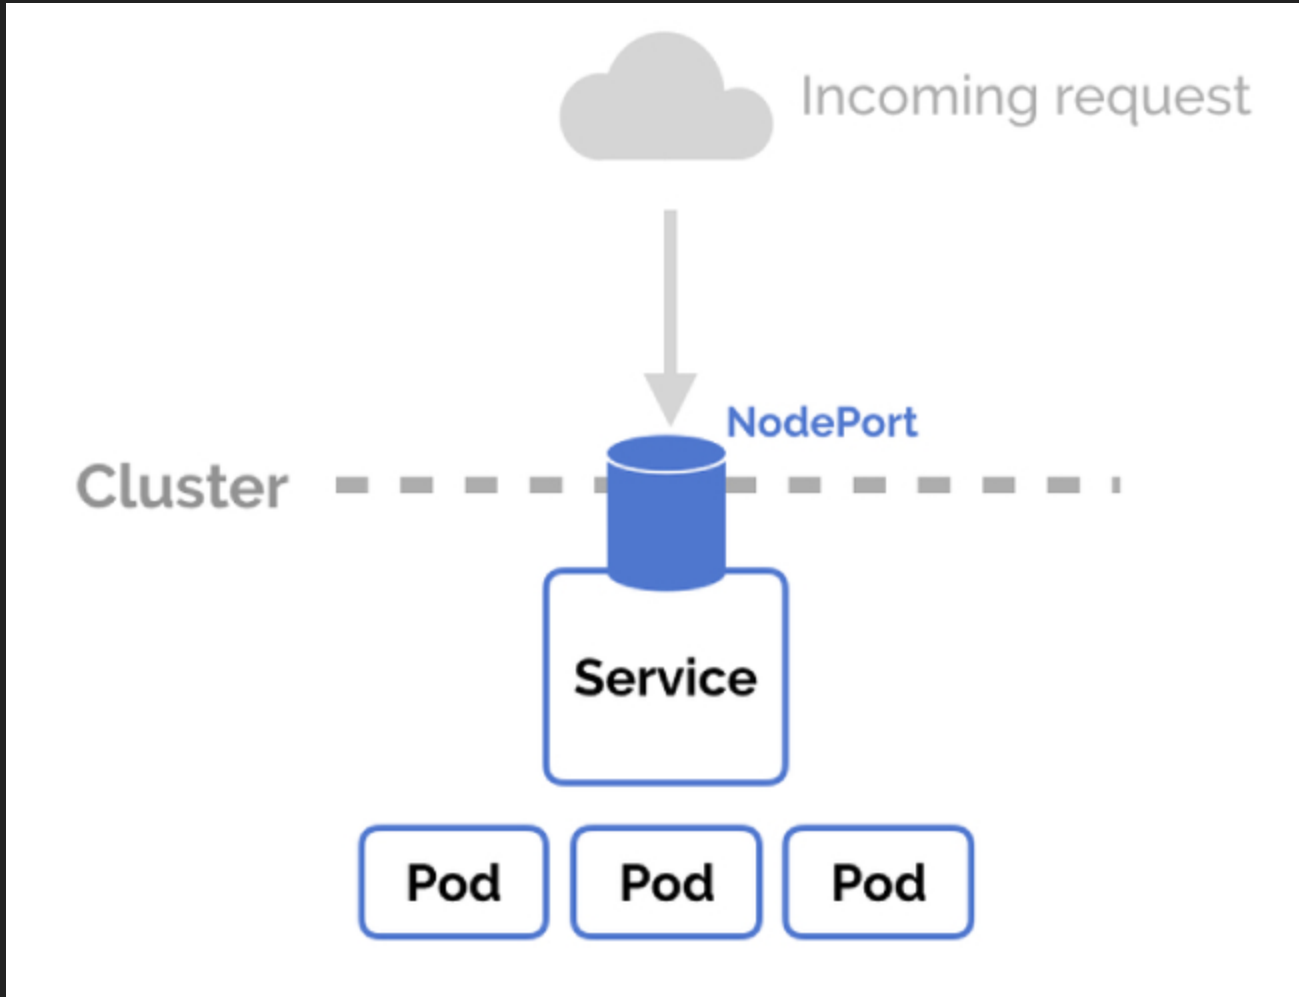 Incoming request
NodePort
Cluster
Service
Pod Pod Pod